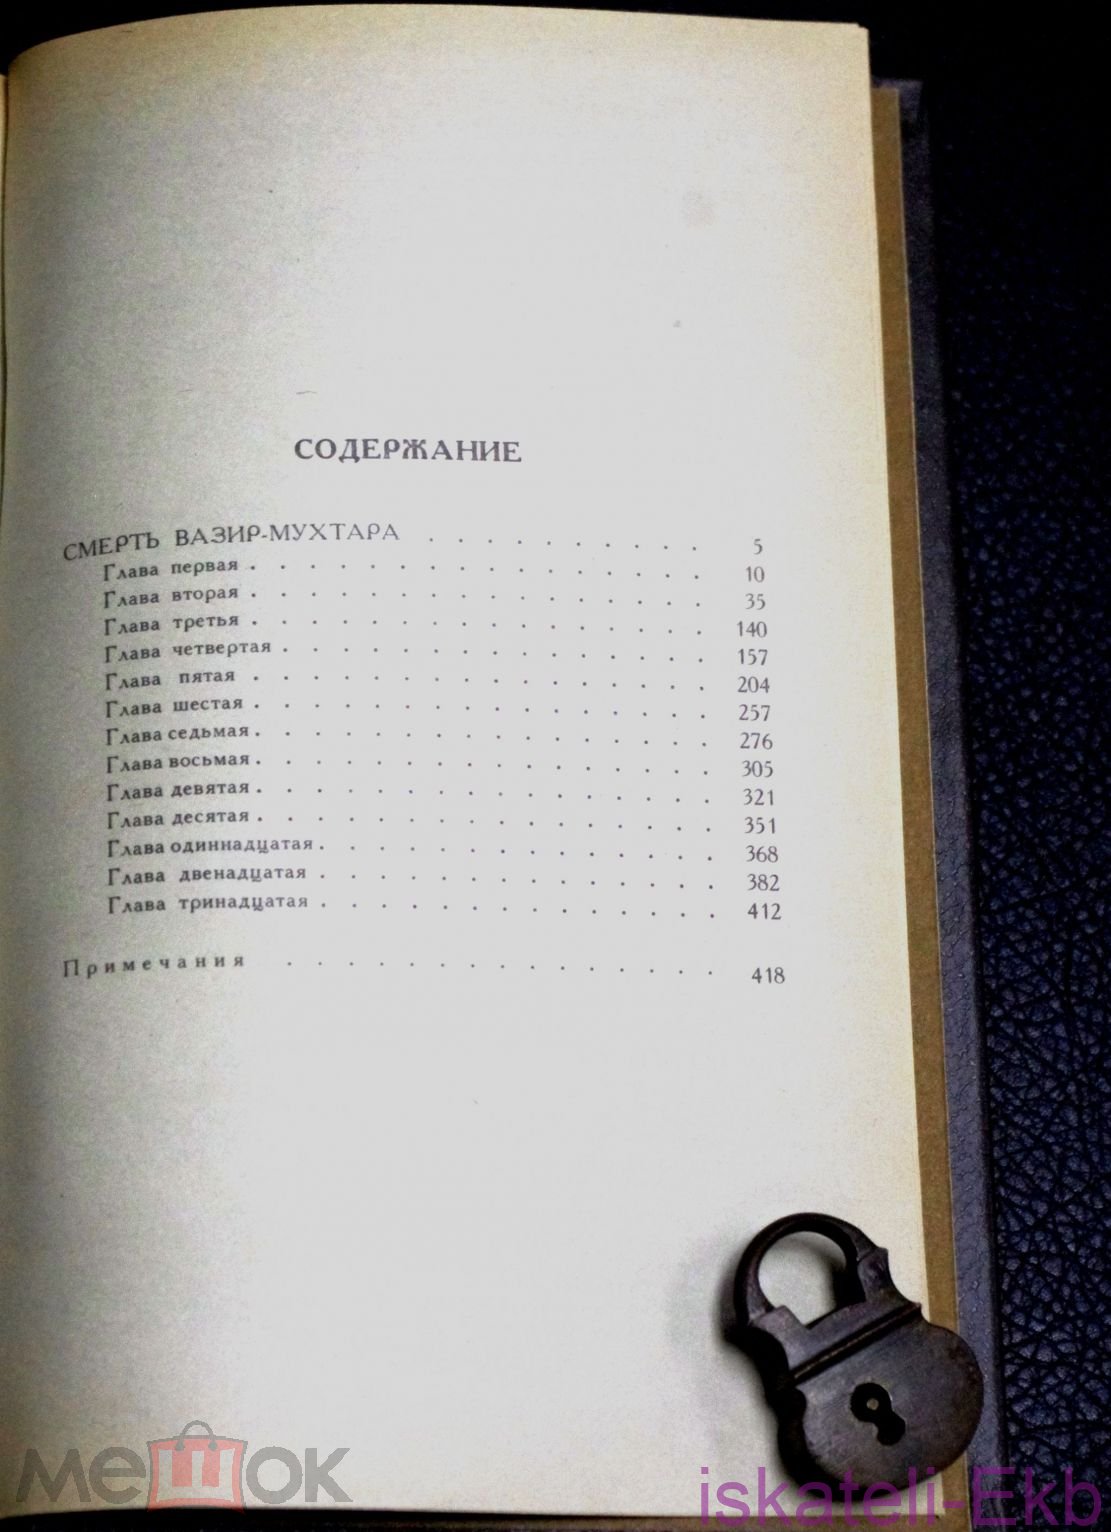 СОДЕРЖАНИЕ
СМЕРТЬ ВАЗИР-МУХТАРА . . . . . . . . . . 5
Глава первая . . . . . . . . . . . . . . . . 10
Глава вторая . . . . . . . . . . . . . . . . 35
Глава третья . . . . . . . . . . . . . . . . 140
Глава четвертая . . . . . . . . . . . . . . . 157
Глава пятая . . . . . . . . . . . . . . . . 204
Глава шестая . . . . . . . . . . . . . . . . 257
Глава седьмая . . . . . . . . . . . . . . . . 276
Глава восьмая . . . . . . . . . . . . . . . . 305
Глава девятая . . . . . . . . . . . . . . . . 321
Глава десятая . . . . . . . . . . . . . . . . 351
Глава одиннадцатая . . . . . . . . . . . . . . 368
Глава двенадцатая . . . . . . . . . . . . . . 382
Глава тринадцатая . . . . . . . . . . . . . . 412
Примечания . . . . . . . . . . . . . . . 418
мешок
iskateli-Ekb